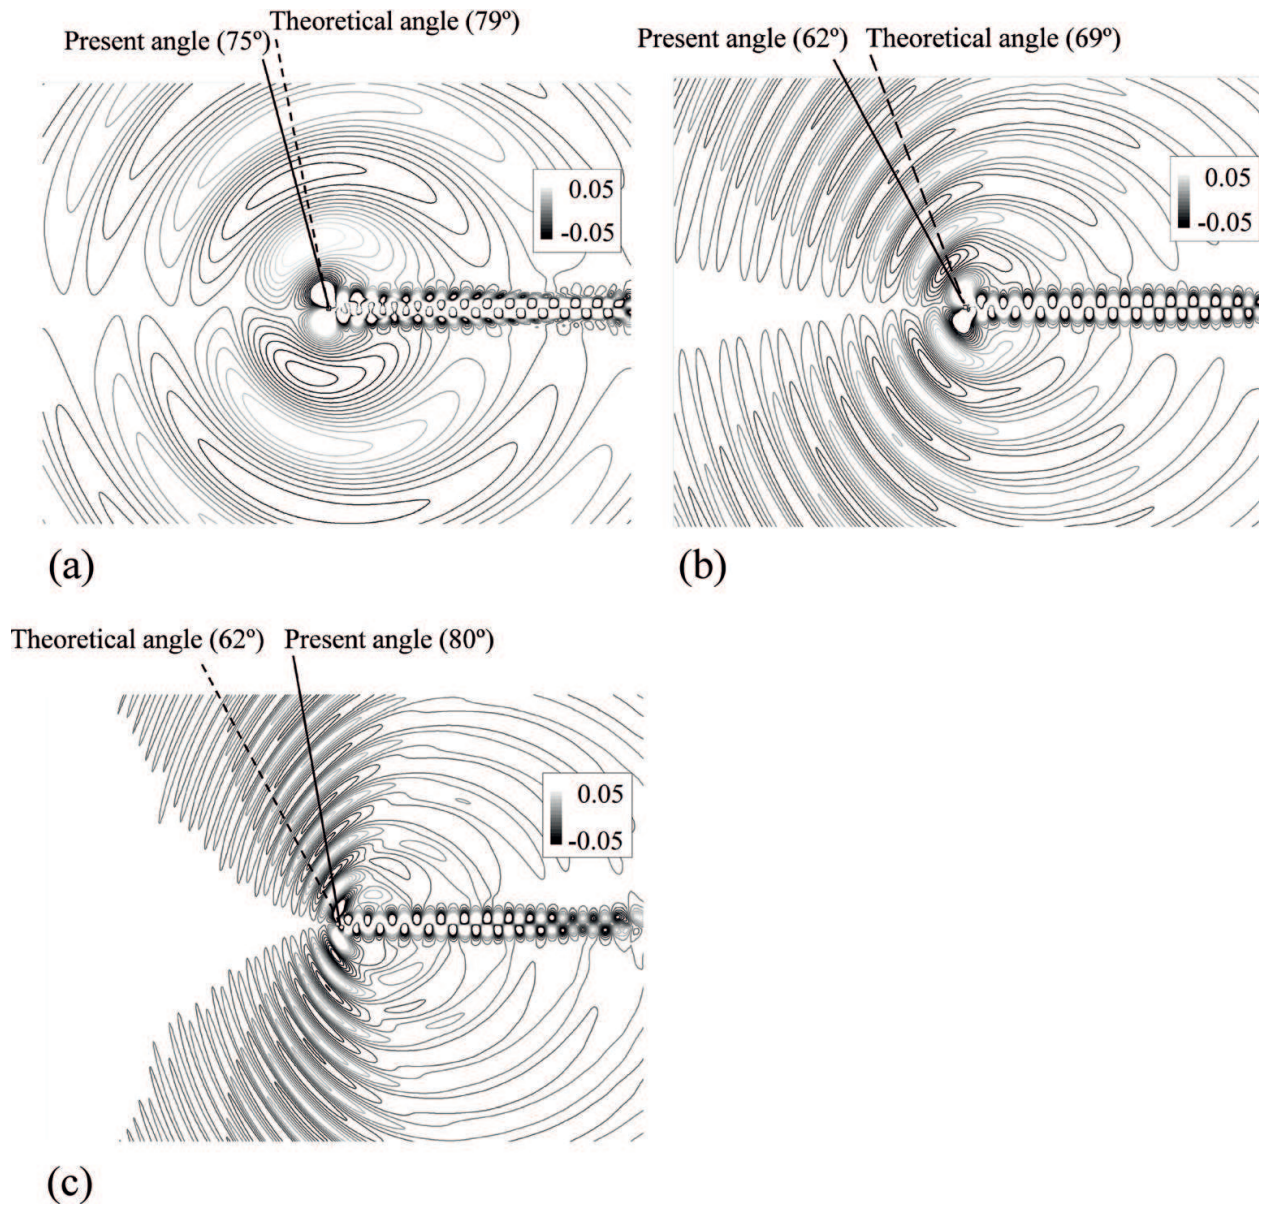 Theoretical angle (79º)
Present angle (75º)
0.05
-0.05
(a)
Present angle (62º) Theoretical angle (69º)
0.05
-0.05
(b)
Theoretical angle (62º) Present angle (80º)
0.05
-0.05
(c)